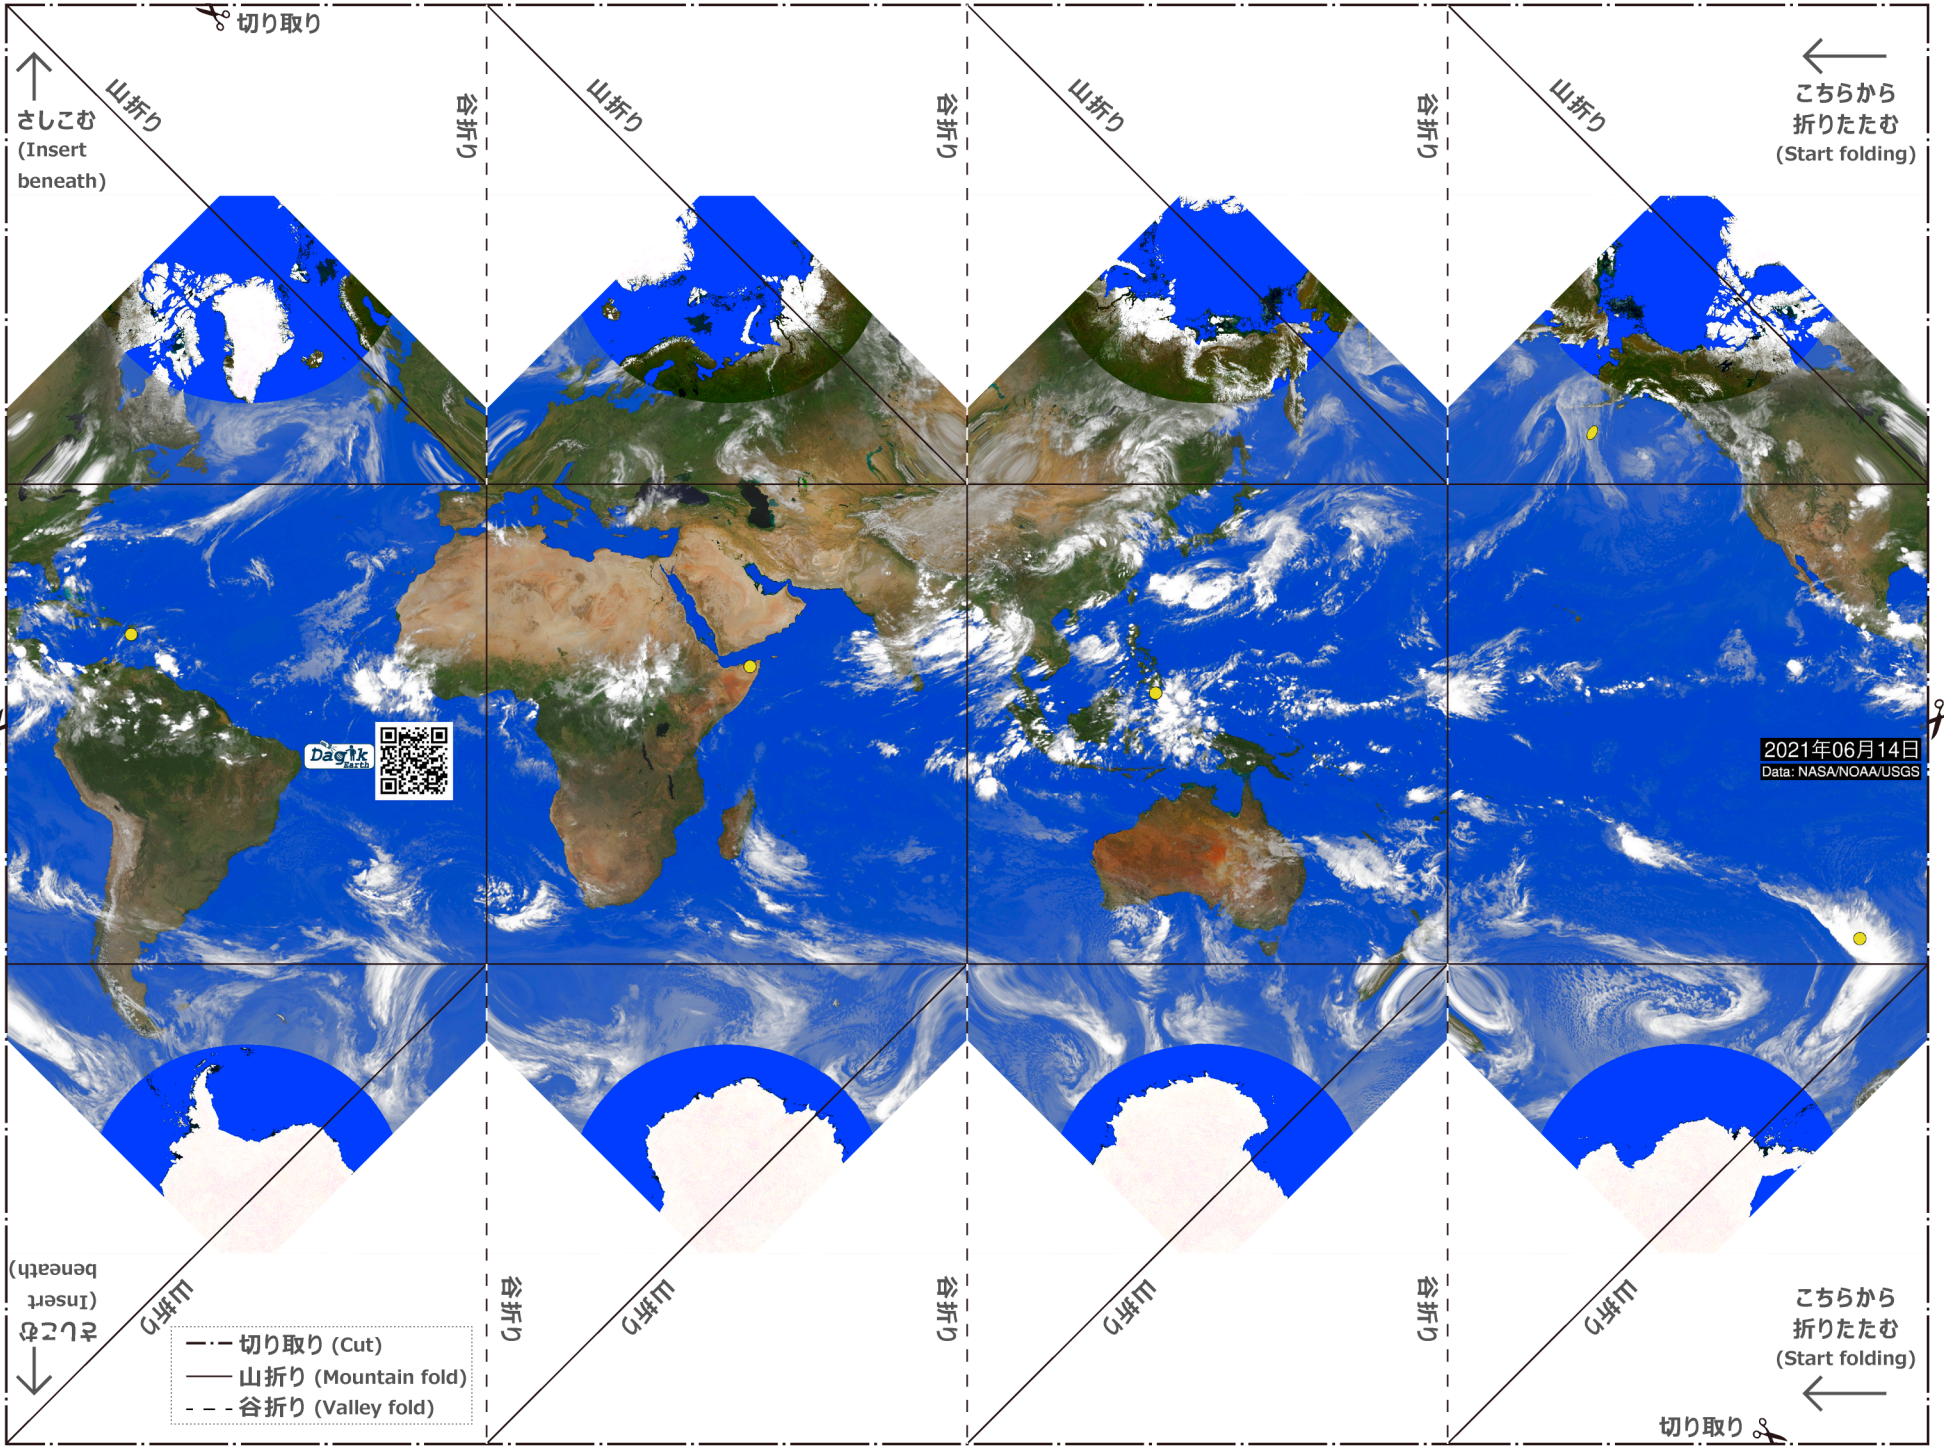 切り取り
山折り
谷折り
山折り
谷折り
山折り
谷折り
山折り
さしこむ
(Insert
beneath)
こちらから
折りたたむ
(Start folding)
Dagik
Earth
2021年06月14日
Data: NASA/NOAA/USGS
さしこむ
(Insert
beneath)
山折り
谷折り
山折り
谷折り
山折り
谷折り
山折り
こちらから
折りたたむ
(Start folding)
切り取り (Cut)
山折り (Mountain fold)
谷折り (Valley fold)
切り取り